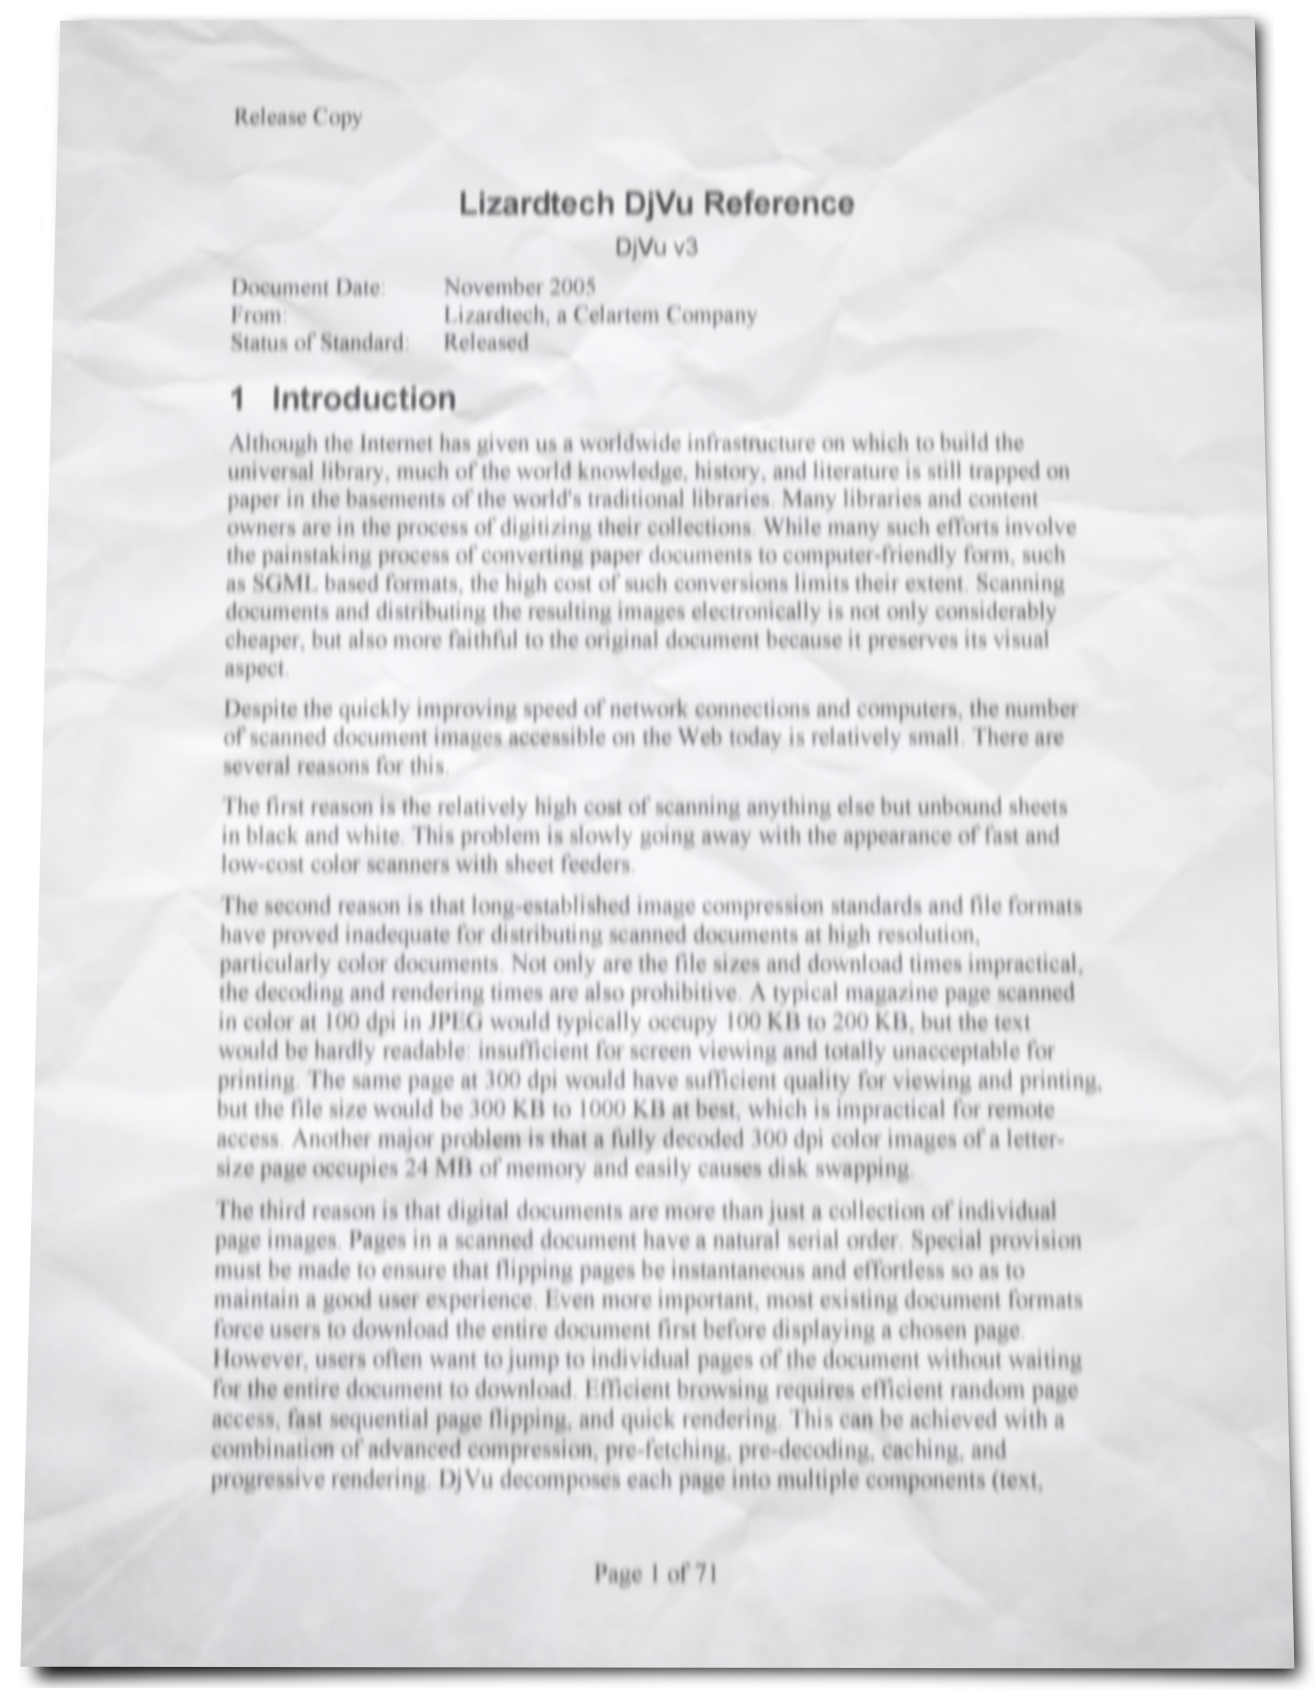 Release Copy
Lizardtech DjVu Reference
DjVu v3
Document Date: November 2005
From: Lizardtech, a Celartem Company
Status of Standard: Released
1 Introduction
Although the Internet has given us a worldwide infrastructure on which to build the
universal library, much of the world knowledge, history, and literature is still trapped on
paper in the basements of the world's traditional libraries. Many libraries and content
owners are in the process of digitizing their collections. While many such efforts involve
the painstaking process of converting paper documents to computer-friendly form, such
as SGML based formats, the high cost of such conversions limits their extent. Scanning
documents and distributing the resulting images electronically is not only considerably
cheaper, but also more faithful to the original document because it preserves its visual
aspect.
Despite the quickly improving speed of network connections and computers, the number
of scanned document images accessible on the Web today is relatively small. There are
several reasons for this.
The first reason is the relatively high cost of scanning anything else but unbound sheets
in black and white. This problem is slowly going away with the appearance of fast and
low-cost color scanners with sheet feeders.
The second reason is that long-established image compression standards and file formats
have proved inadequate for distributing scanned documents at high resolution,
particularly color documents. Not only are the file sizes and download times impractical,
the decoding and rendering times are also prohibitive. A typical magazine page scanned
in color at 100 dpi in JPEG would typically occupy 100 KB to 200 KB, but the text
would be hardly readable: insufficient for screen viewing and totally unacceptable for
printing. The same page at 300 dpi would have sufficient quality for viewing and printing,
but the file size would be 300 KB to 1000 KB at best, which is impractical for remote
access. Another major problem is that a fully decoded 300 dpi color images of a letter-
size page occupies 24 MB of memory and easily causes disk swapping.
The third reason is that digital documents are more than just a collection of individual
page images. Pages in a scanned document have a natural serial order. Special provision
must be made to ensure that flipping pages be instantaneous and effortless so as to
maintain a good user experience. Even more important, most existing document formats
force users to download the entire document first before displaying a chosen page.
However, users often want to jump to individual pages of the document without waiting
for the entire document to download. Efficient browsing requires efficient random page
access, fast sequential page flipping, and quick rendering. This can be achieved with a
combination of advanced compression, pre-fetching, pre-decoding, caching, and
progressive rendering. DjVu decomposes each page into multiple components (text,
Page 1 of 71